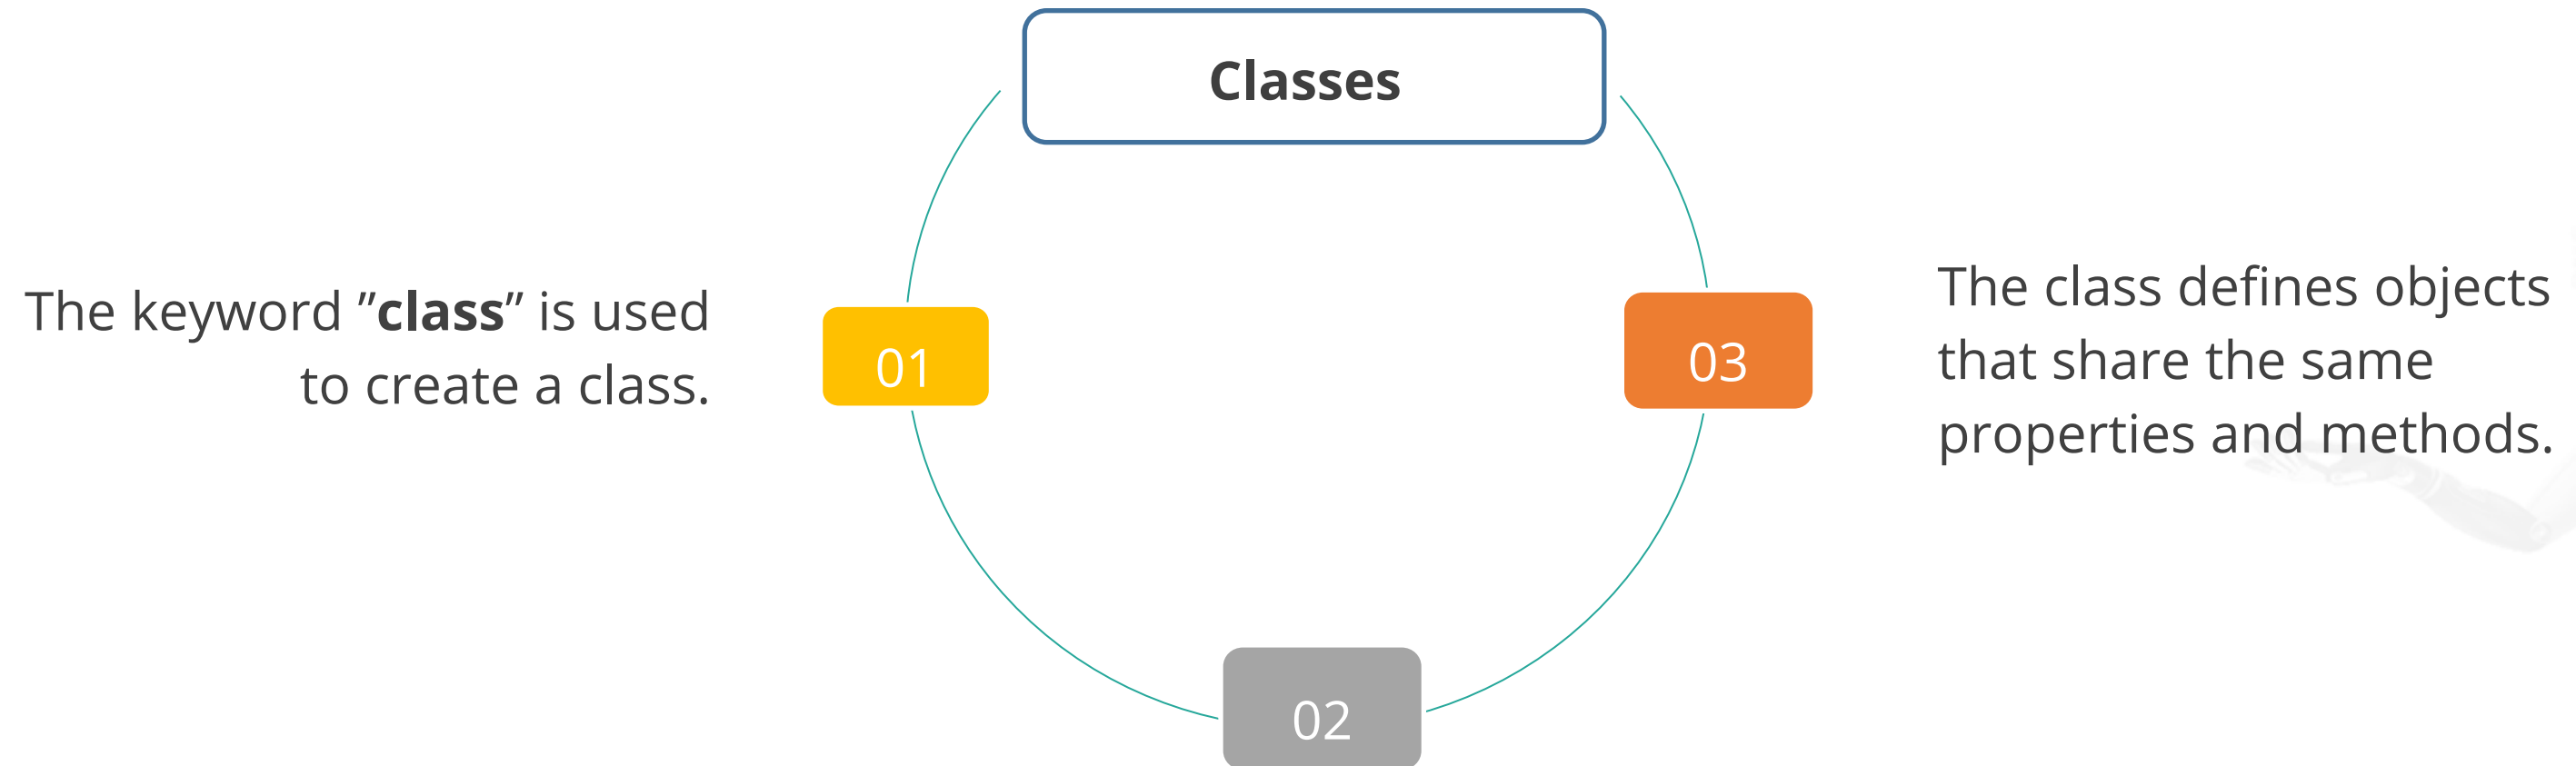 Classes
The keyword ”class” is used
to create a class.
01
03
The class defines objects
that share the same
properties and methods.
02